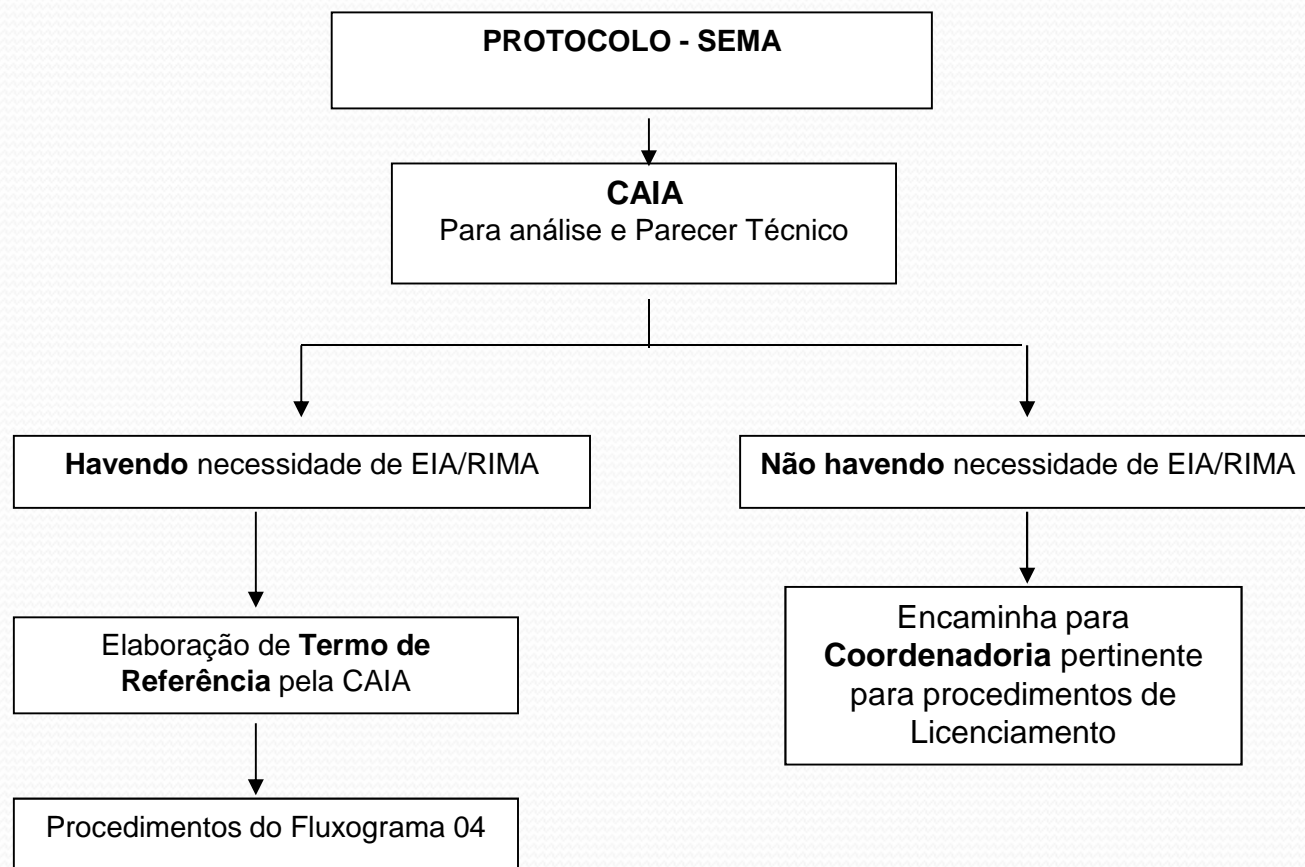 PROTOCOLO - SEMA
CAIA
Para análise e Parecer Técnico
Havendo necessidade de EIA/RIMA
Não havendo necessidade de EIA/RIMA
Elaboração de Termo de
Referência pela CAIA
Encaminha para
Coordenadoria pertinente
para procedimentos de
Licenciamento
Procedimentos do Fluxograma 04